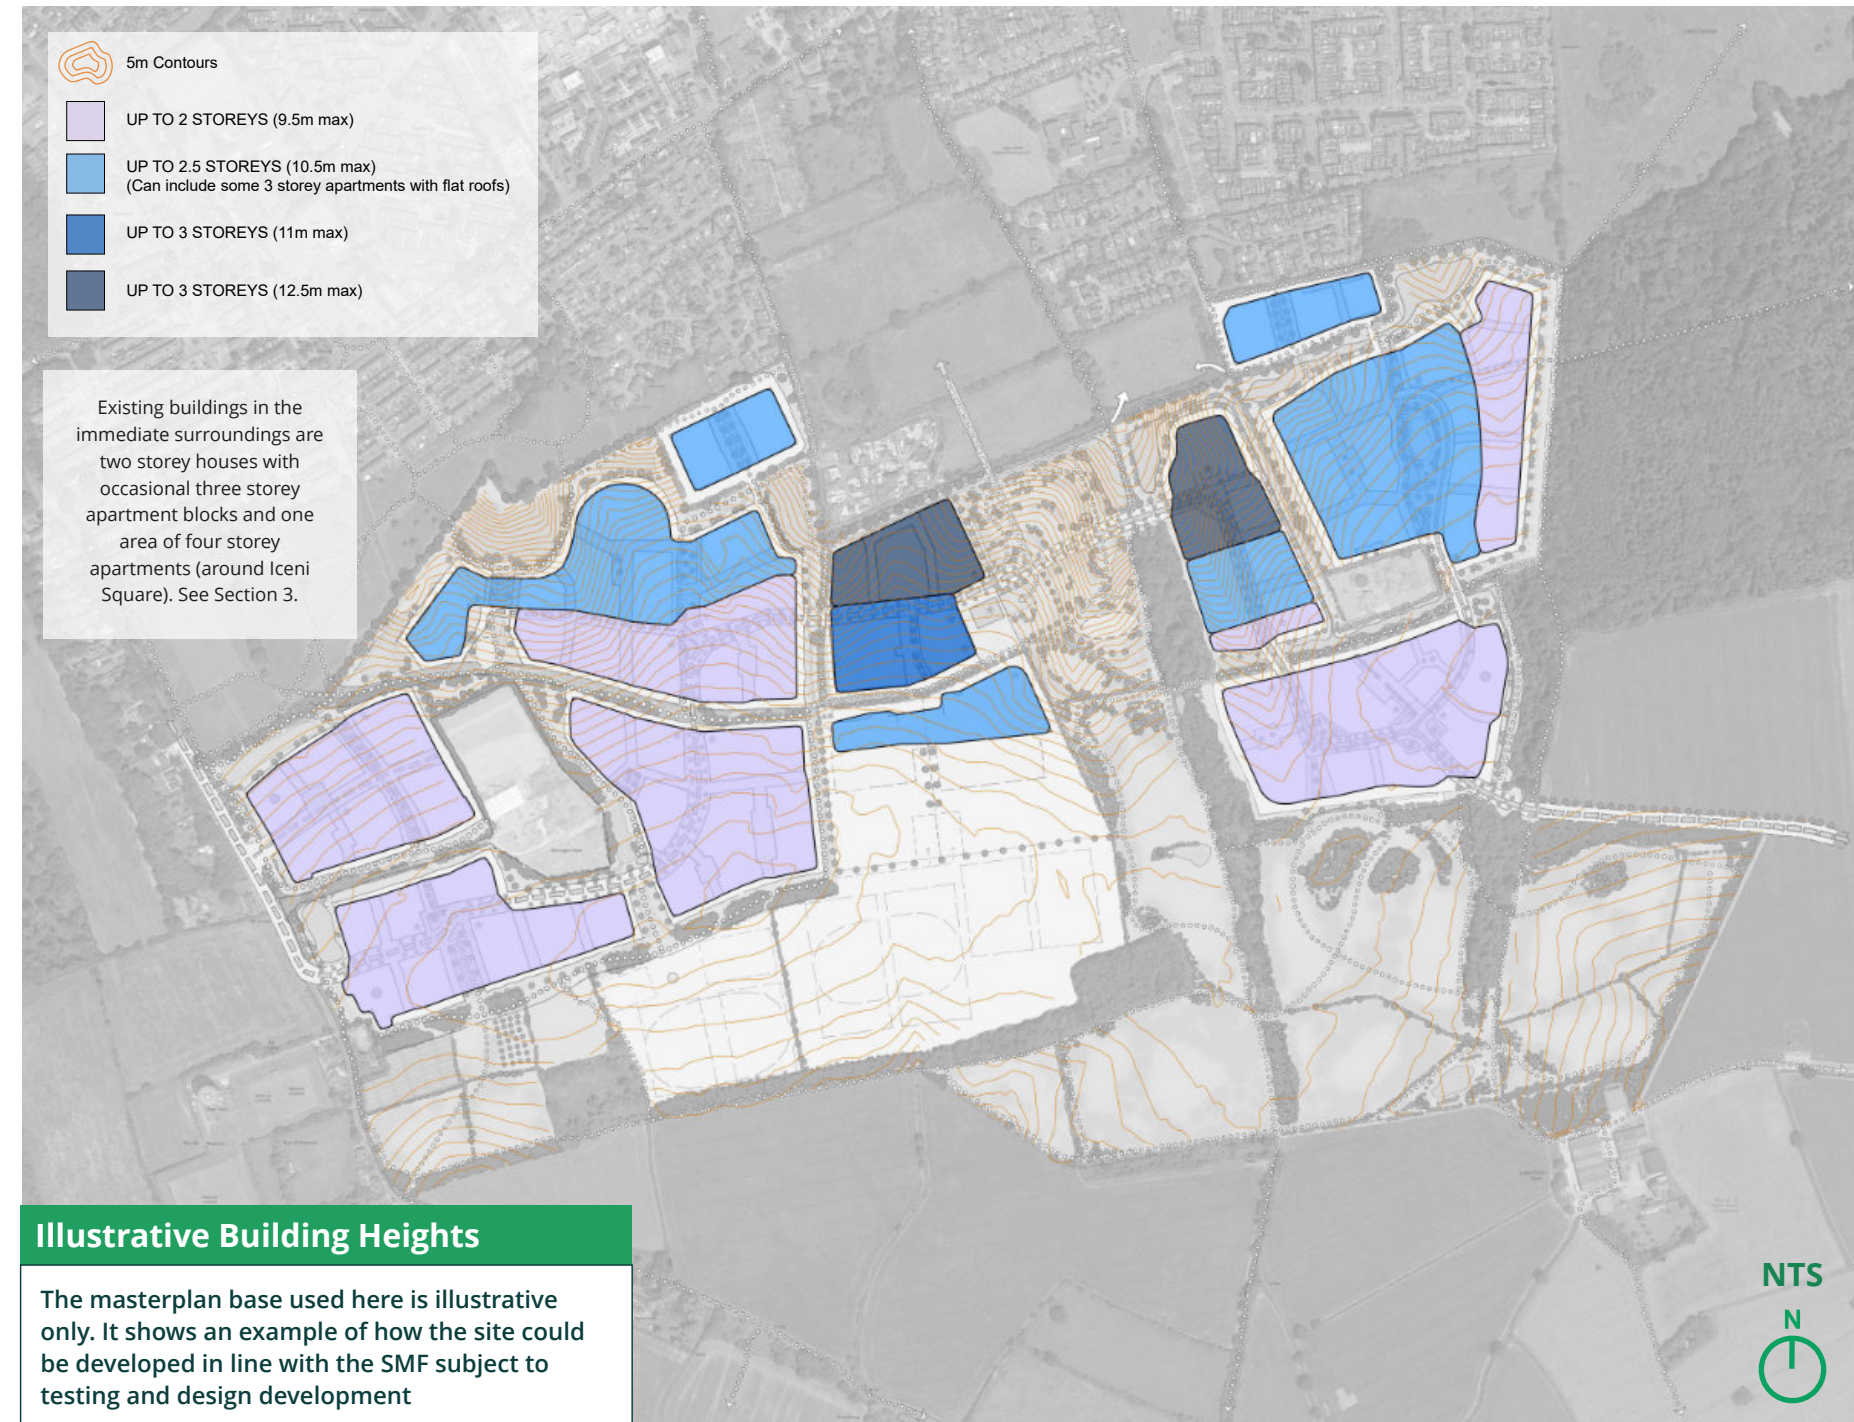 5m Contours
UP TO 2 STOREYS (9.5m max)
UP TO 2.5 STOREYS (10.5m max)
(Can include some 3 storey apartments with flat roofs)
UP TO 3 STOREYS (11m max)
UP TO 3 STOREYS (12.5m max)
Existing buildings in the
immediate surroundings are
two storey houses with
occasional three storey
apartment blocks and one
area of four storey
apartments (around Iceni
Square). See Section 3.
Illustrative Building Heights
The masterplan base used here is illustrative
only. It shows an example of how the site could
be developed in line with the SMF subject to
testing and design development
NTS
N